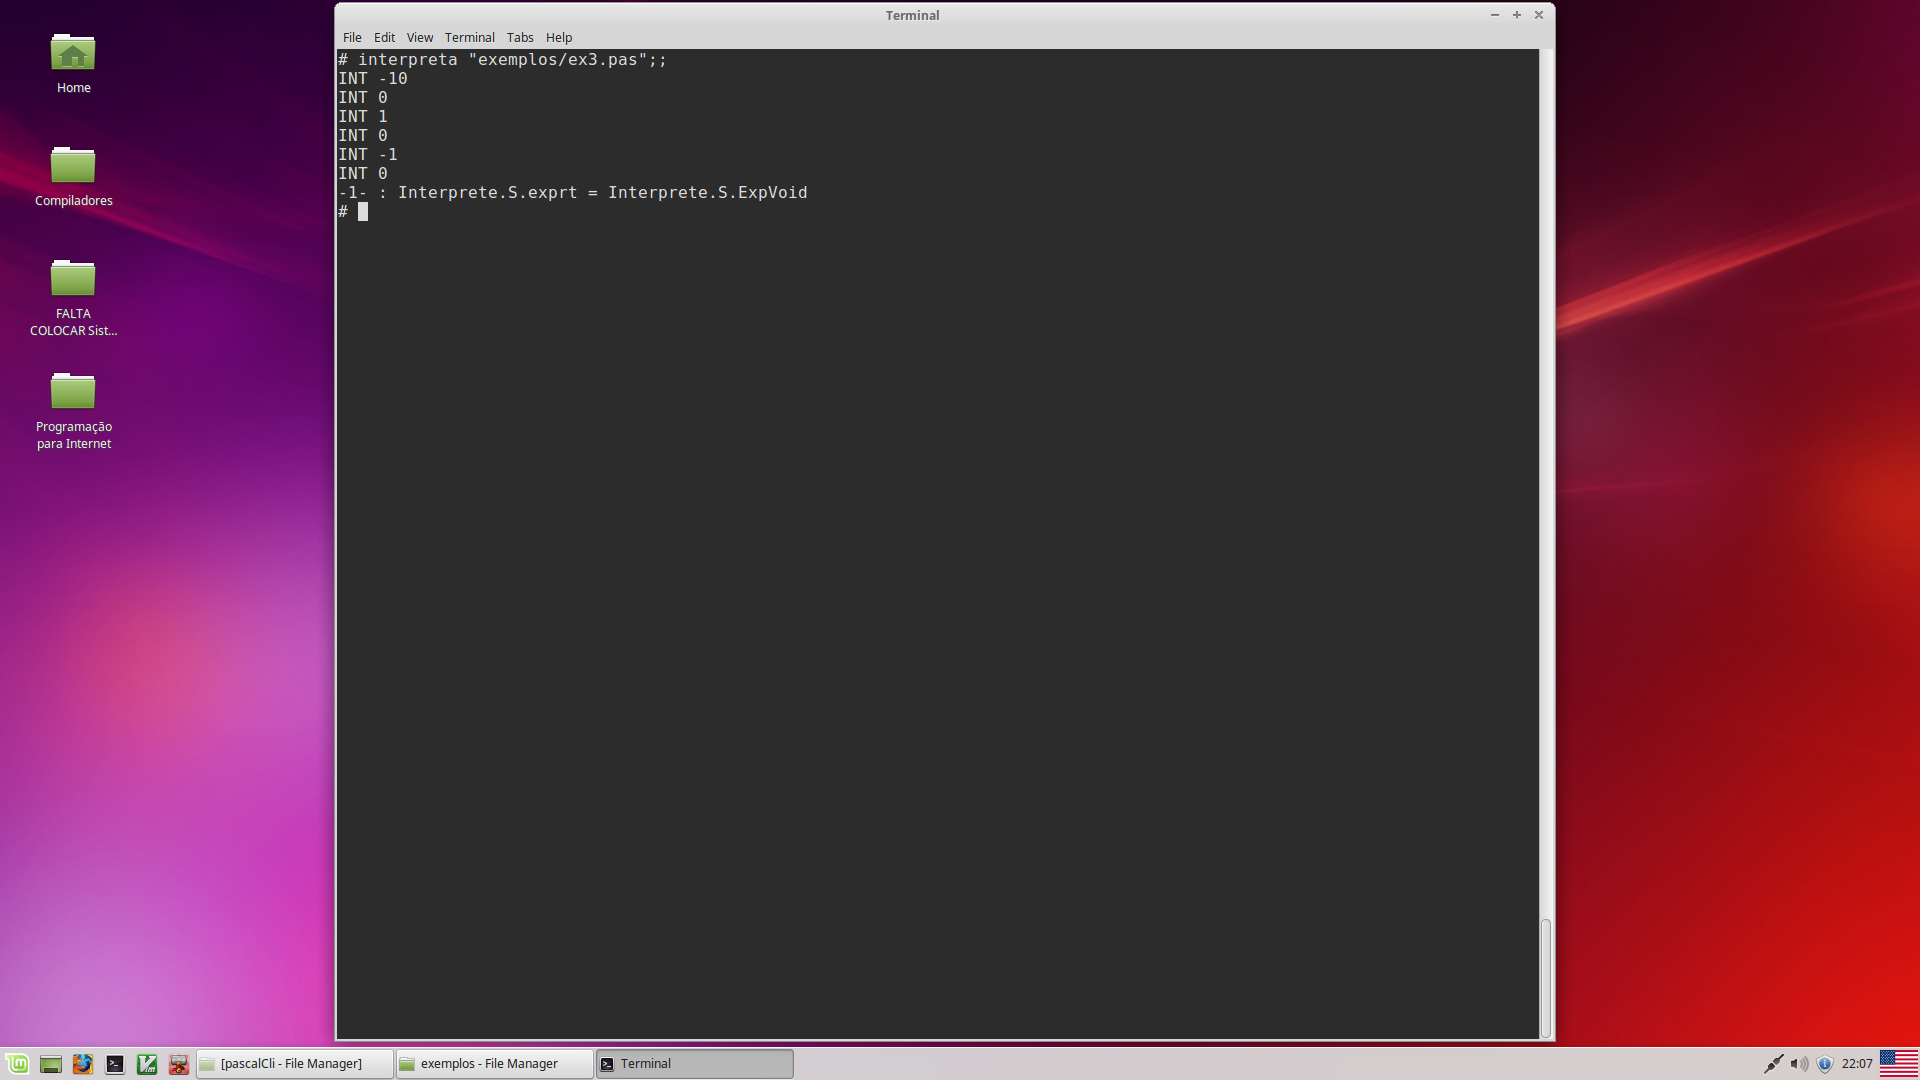 Terminal
File Edit View Terminal Tabs Help
# interpreta "exemplos/ex3.pas";;
INT -10
INT 0
INT 1
INT 0
INT -1
INT 0
-1- : Interprete.S.exprt = Interprete.S.ExpVoid
#
Home
Compiladores
FALTA
COLOCAR Sist...
Programação
para Internet
[pascalCli - File Manager]
exemplos - File Manager
Terminal
22:07